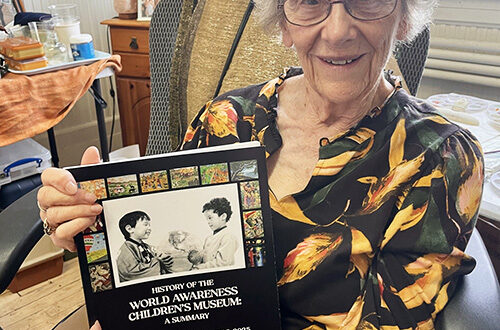 HISTORY OF THE
WORLD AWARENESS
CHILDREN'S MUSEUM:
A SUMMARY